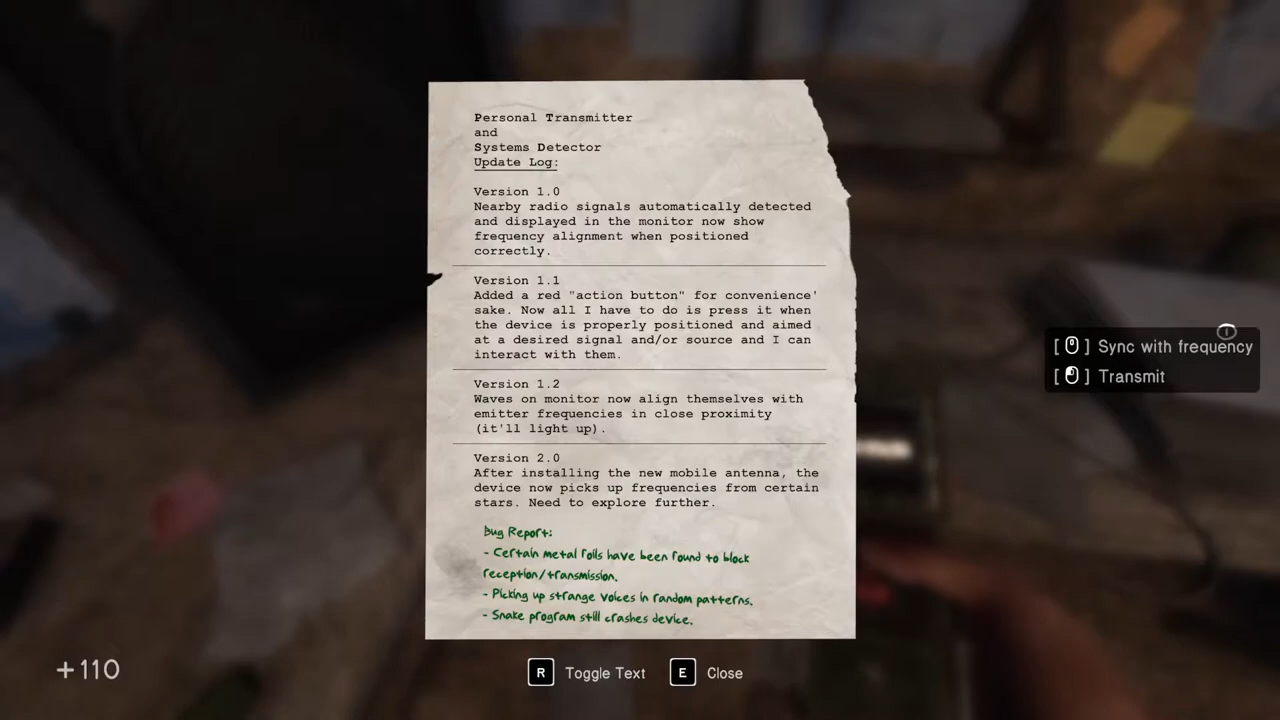 Personal Transmitter
and
Systems Detector
Update Log:
Version 1.0
Nearby radio signals automatically detected
and displayed in the monitor now show
frequency alignment when positioned
correctly.
Version 1.1
Added a red "action button" for convenience'
sake. Now all I have to do is press it when
the device is properly positioned and aimed
at a desired signal and/or source and I can
interact with them.
Version 1.2
Waves on monitor now align themselves with
emitter frequencies in close proximity
(it'll light up).
Version 2.0
After installing the new mobile antenna, the
device now picks up frequencies from certain
stars. Need to explore further.
Bug Report:
- Certain metal foils have been found to block
reception/transmission.
- Picking up strange voices in random patterns.
- Snake program still crashes device.
[ ] Sync with frequency
[ ] Transmit
+110
R Toggle Text E Close